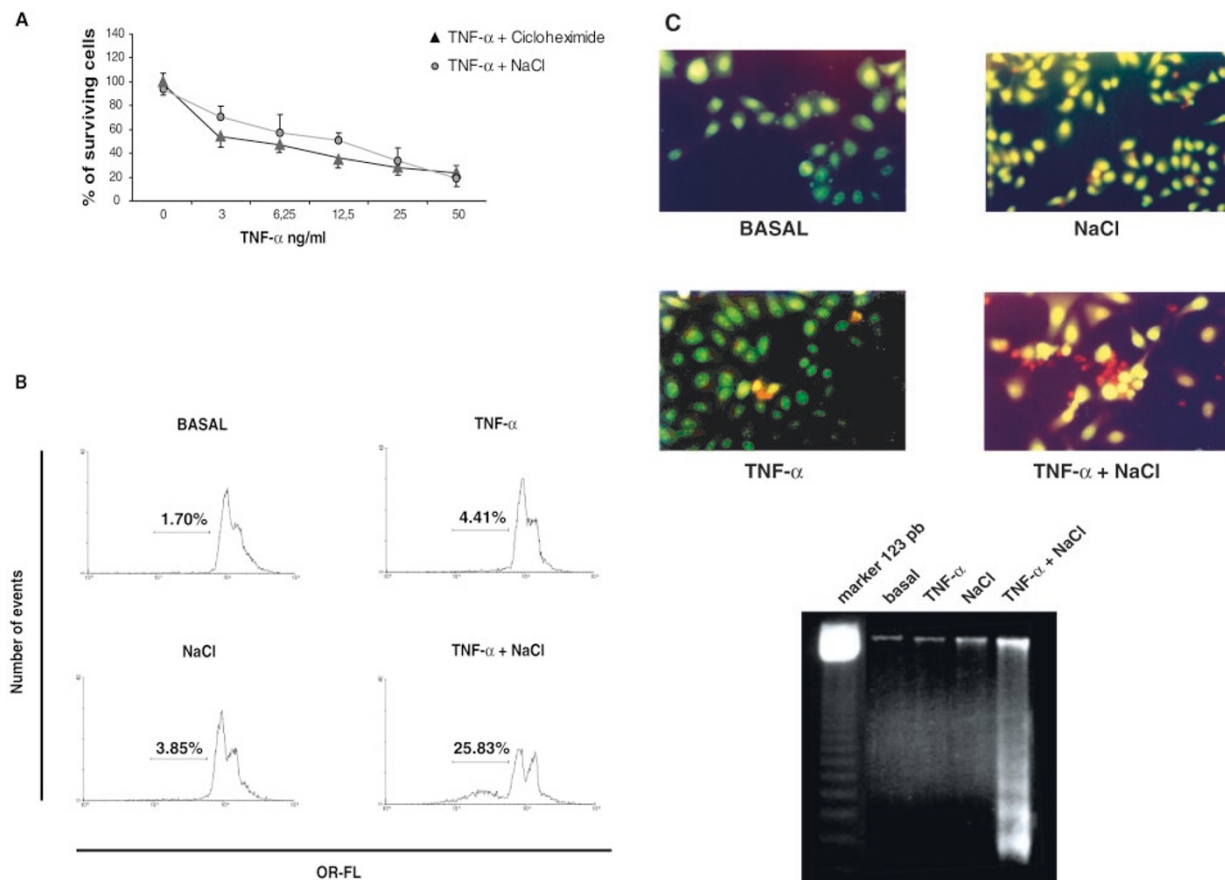 A
TNF-α + Cicloheximide
TNF-α + NaCl
% of surviving cells
140
120
100
80
60
40
20
0
0 3 6,25 12,5 25 50
TNF-α ng/ml
B
BASAL
1.70%
TNF-α
4.41%
NaCl
3.85%
TNF-α + NaCl
25.83%
Number of events
OR-FL
C
BASAL
NaCl
TNF-α
TNF-α + NaCl
marker 123 pb
basal
TNF-α
NaCl
TNF-α + NaCl